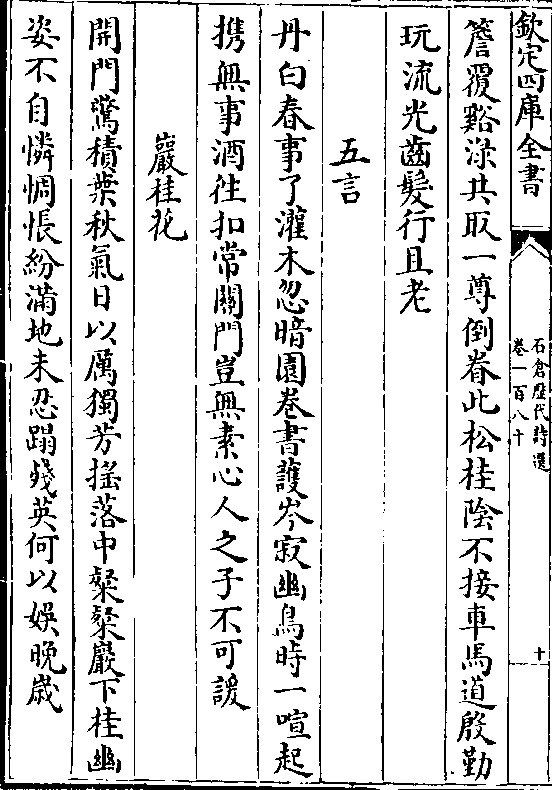 欽定四庫全書
石倉歷代詩選
卷一百八十
十
簷覆谿淥共取一尊倒眷此松桂陰不接車馬道殷勤
玩流光齒髮行且老
五言
丹白春事了灌木忽暗園卷書護岑寂幽鳥時一喧起
携無事酒徃扣常關門豈無素心人之子不可諼
巖桂花
開門驚積葉秋氣日以厲獨芳搖落中粲粲巖下桂幽
姿不自憐惆悵紛滿地未忍蹋殘英何以娛晚歲